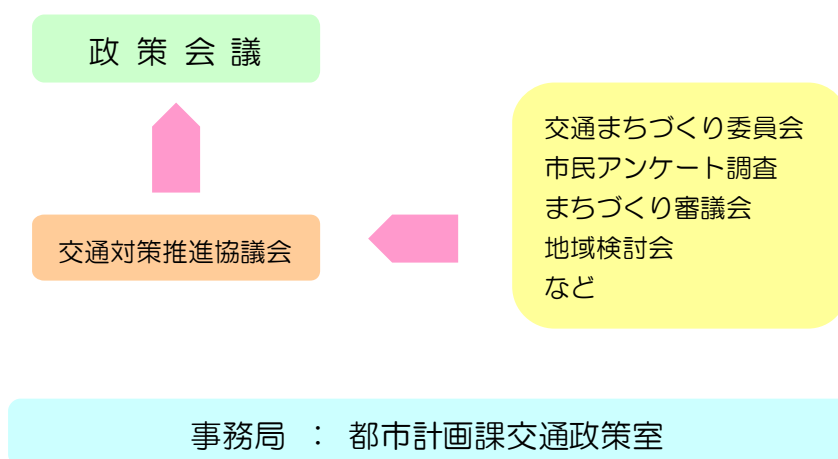 政 策 会 議
交通まちづくり委員会
市民アンケート調査
まちづくり審議会
地域検討会
など
交通対策推進協議会
事務局 ： 都市計画課交通政策室